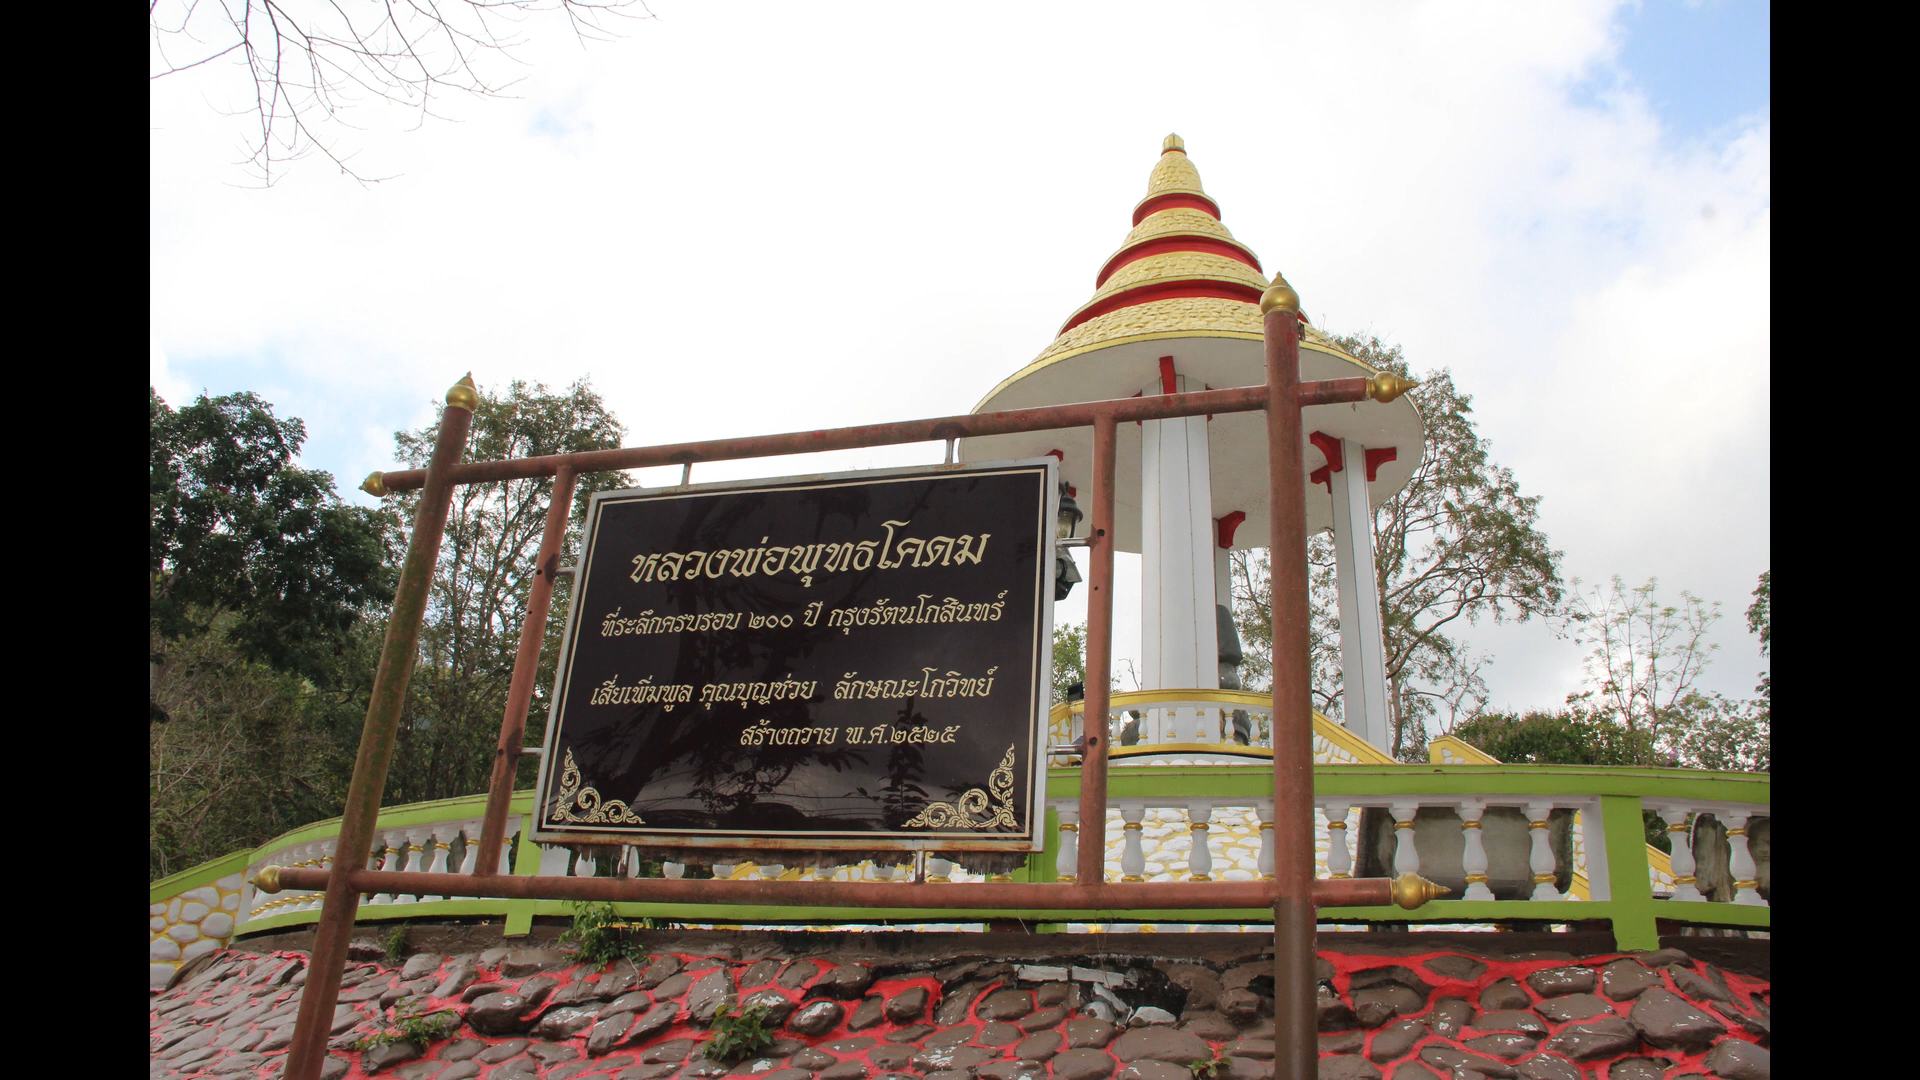 หลวงพ่อพุทธโคดม
ที่ระลึกครบรอบ ๒๐๐ ปี กรุงรัตนโกสินทร์
เสี่ยเพิ่มพูล คุณบุญช่วย ลักษณะโกวิทย์
สร้างถวาย พ.ศ.๒๕๒๕